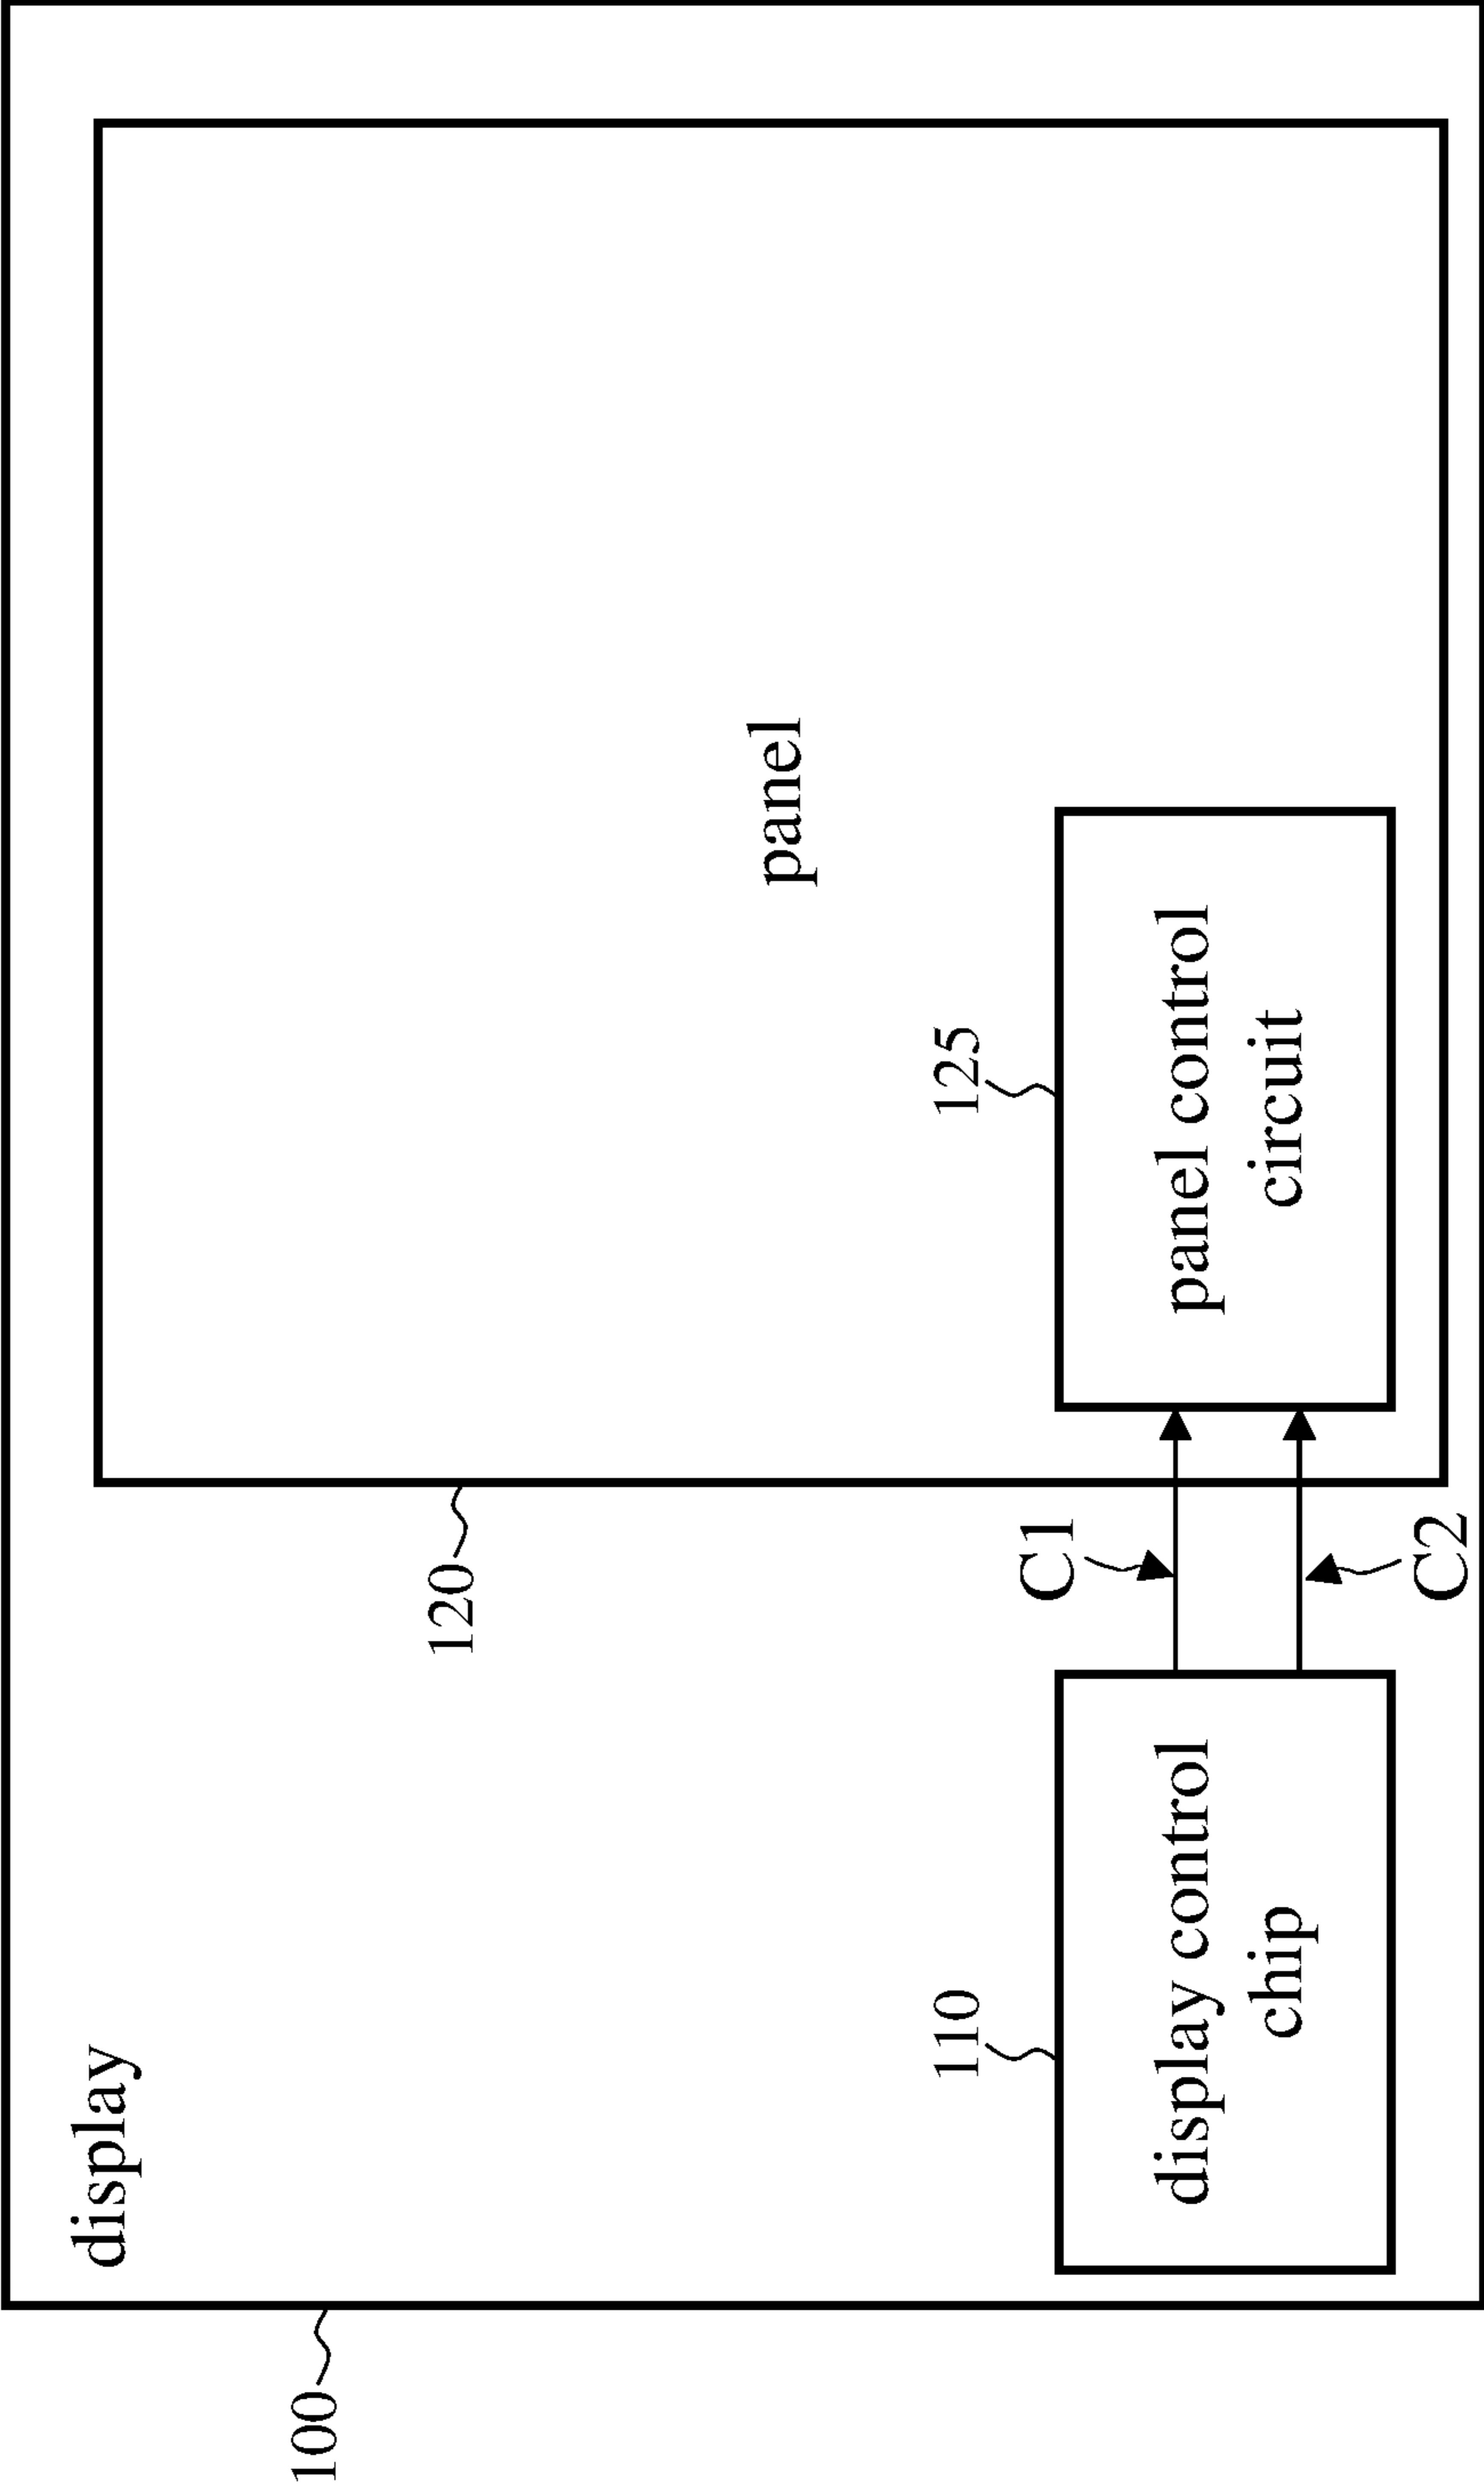 display
100
120
panel
110
125
C1
display control
chip
panel control
circuit
C2